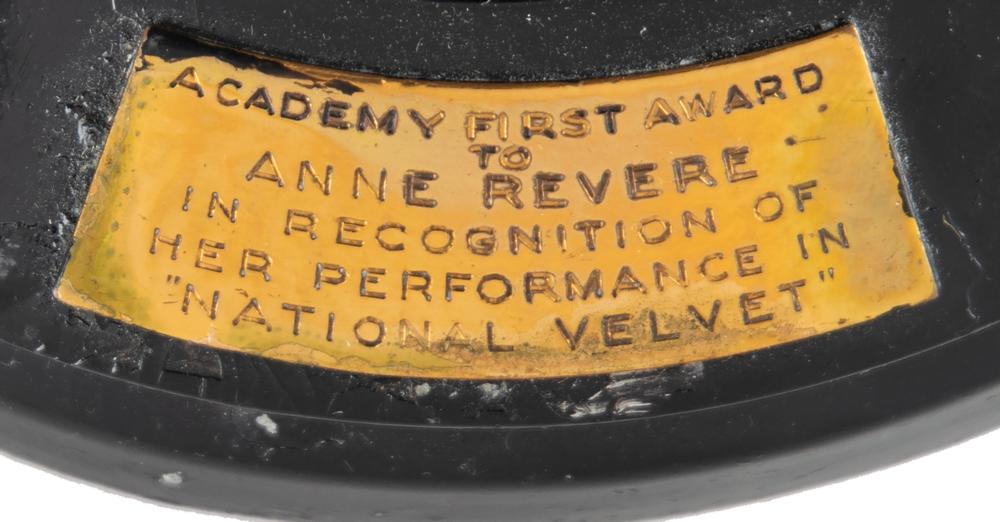 ACADEMY FIRST AWARD
TO
ANNE REVERE
IN RECOGNITION OF
HER PERFORMANCE IN
"NATIONAL VELVET"